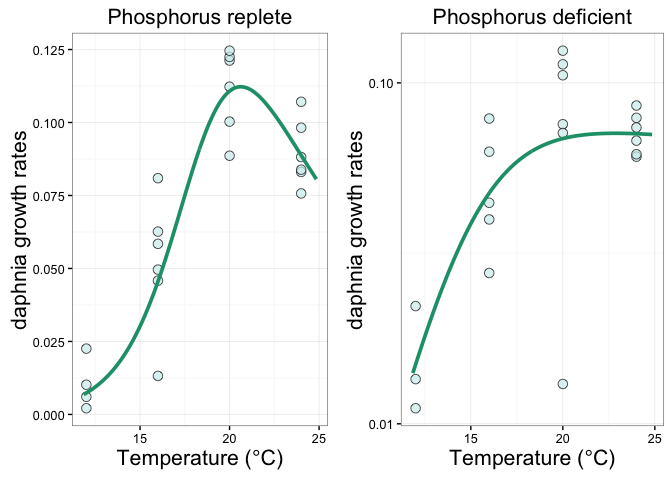 Phosphorus replete
daphnia growth rates
0.125
0.100
0.075
0.050
0.025
0.000
15 20 25
Temperature (°C)
Phosphorus deficient
daphnia growth rates
0.10
0.01
15 20 25
Temperature (°C)